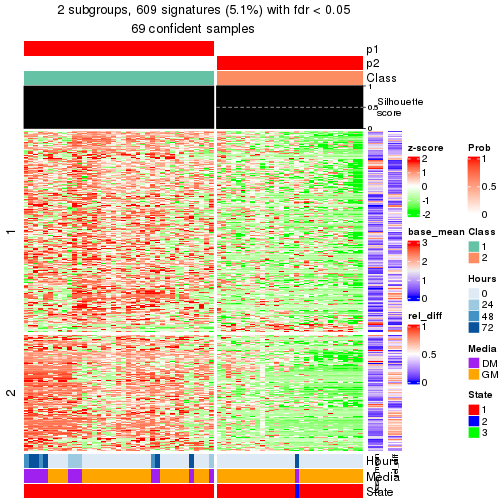 2 subgroups, 609 signatures (5.1%) with fdr < 0.05
69 confident samples
p1
p2
Class
1
0.5
0
Silhouette
score
1
2
z-score
2
1
0
-1
-2
Prob
1
0.5
0
base_mean
3
2
1
0
Class
1
2
rel_diff
1
0.5
0
Hours
0
24
48
72
Media
DM
GM
State
1
2
3
Hours
Media
State